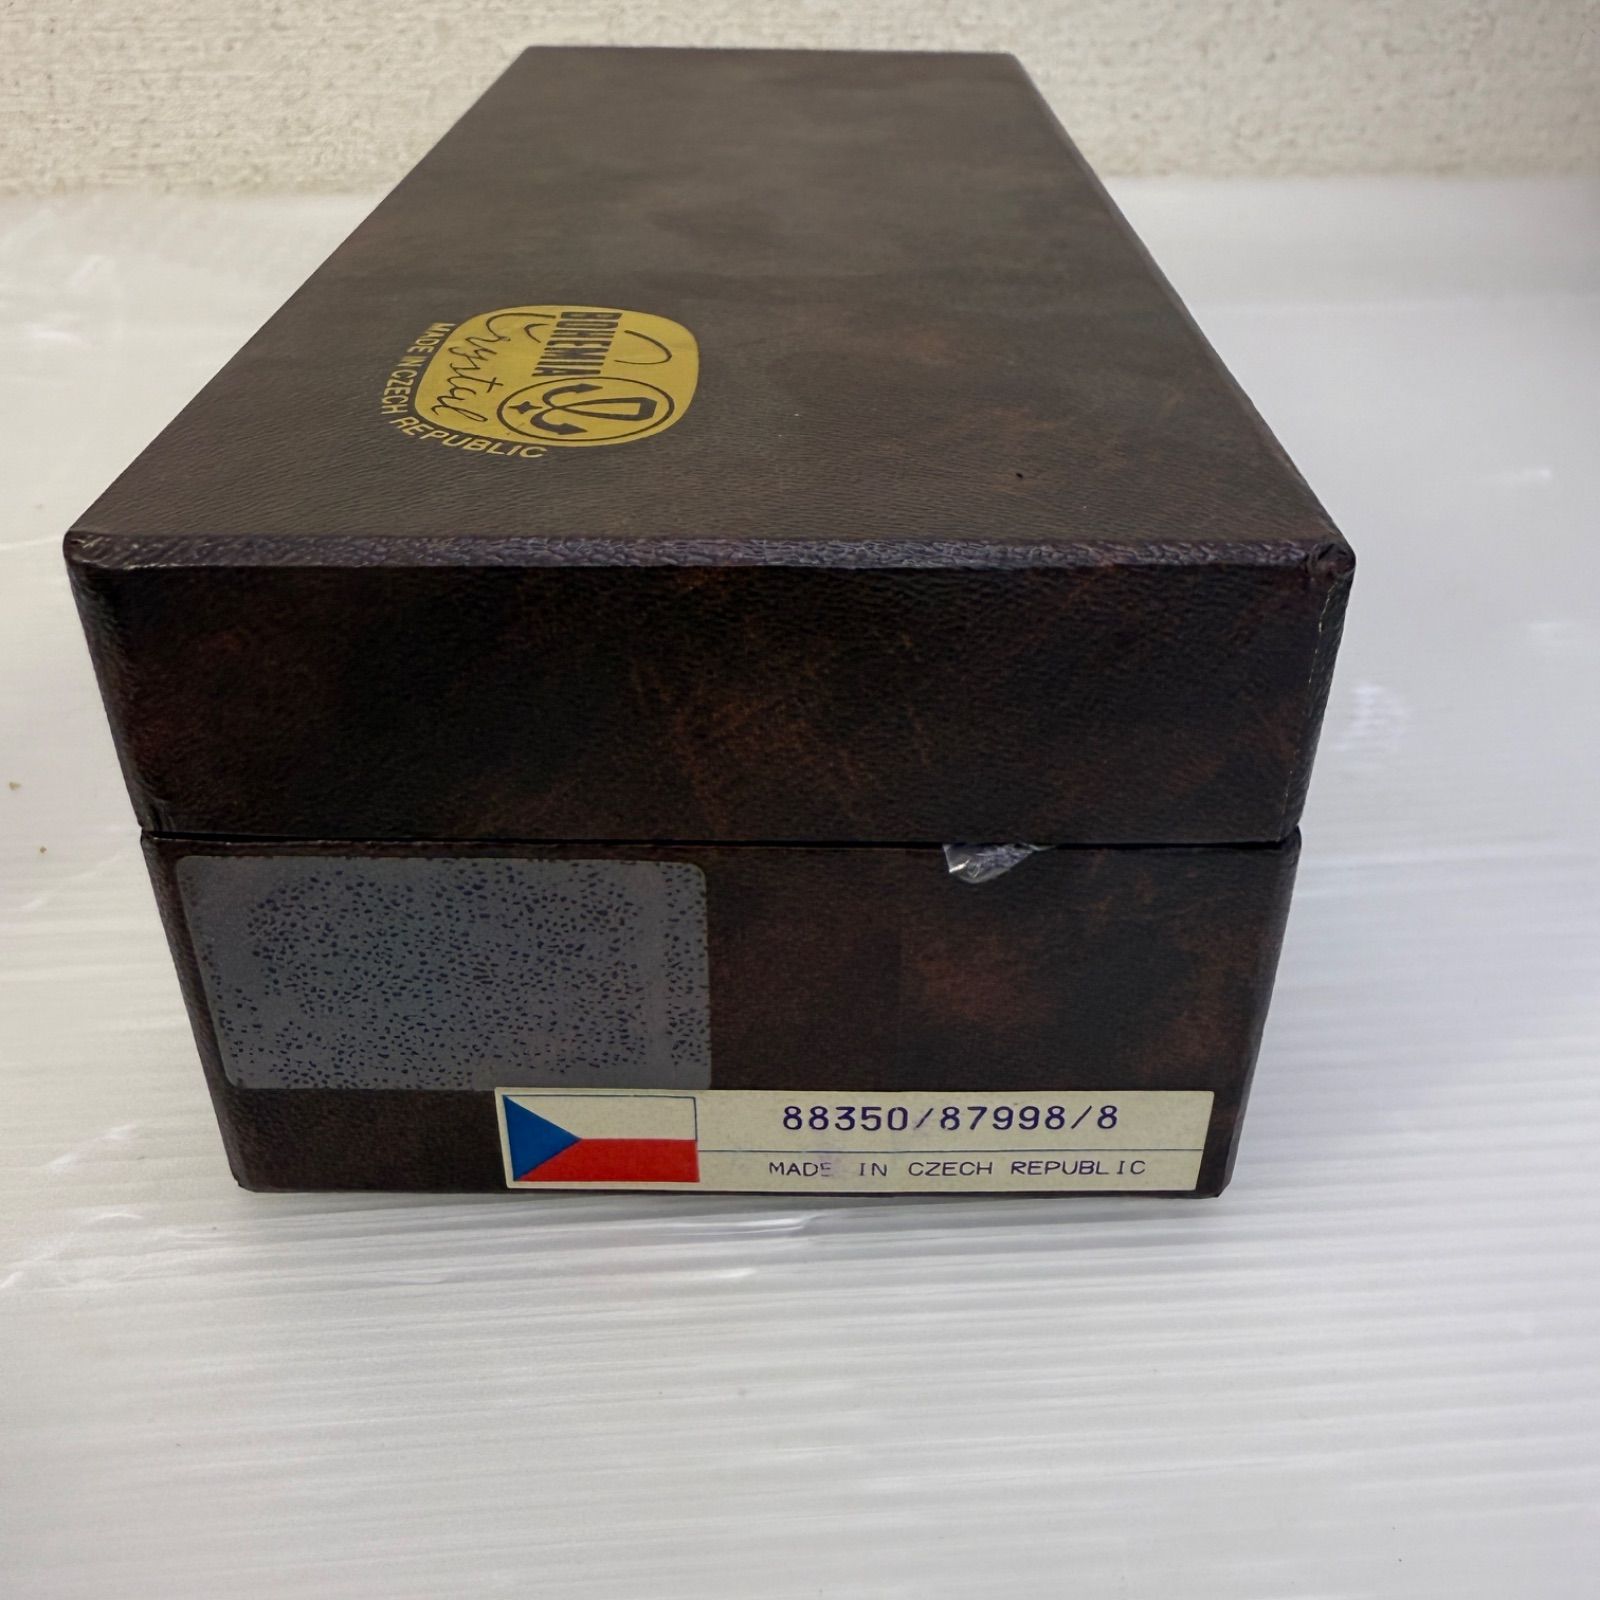 BOHEMIA
Crystal
MADE IN CZECH REPUBLIC
88350/87998/8
MADE IN CZECH REPUBLIC